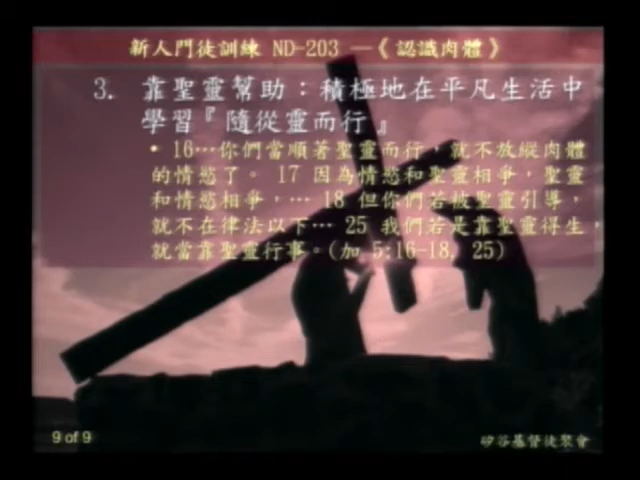 新人門徒訓練 ND-203 —《認識肉體》
3. 靠聖靈幫助：積極地在平凡生活中
學習『隨從靈而行』
• 16…你們當順著聖靈而行，就不放縱肉體
的情慾了。 17 因為情慾和聖靈相爭，聖靈
和情慾相爭，… 18 但你們若被聖靈引導，
就不在律法以下… 25 我們若是靠聖靈得生，
就當靠聖靈行事。(加 5:16-18, 25)
9 of 9
矽谷基督徒聚會